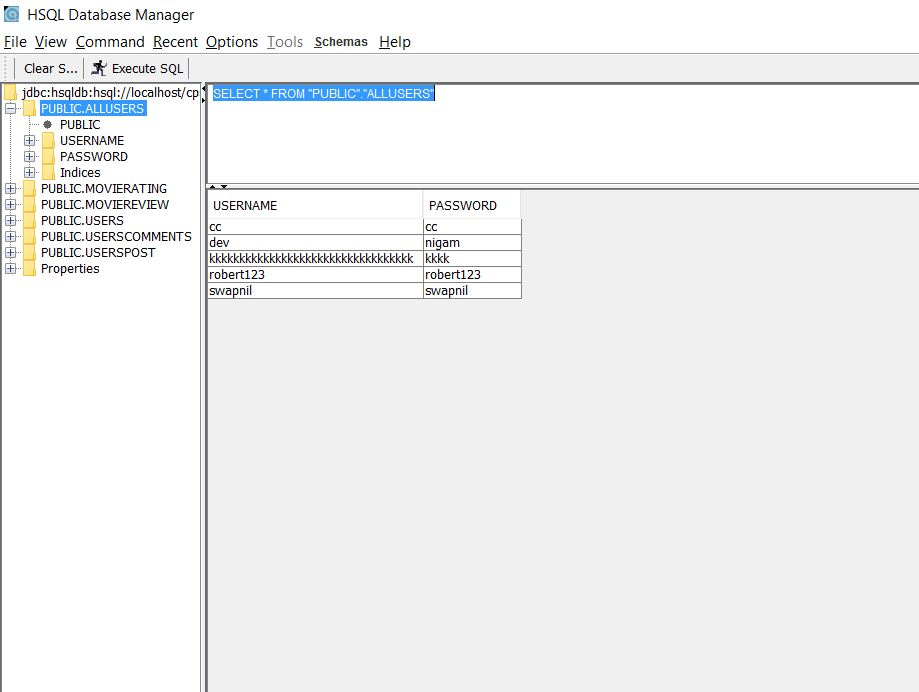 HSQL Database Manager
File View Command Recent Options Tools Schemas Help
Clear S... Execute SQL
jdbc:hsqldb:hsql://localhost/cp
PUBLIC.ALLUSERS
PUBLIC
USERNAME
PASSWORD
Indices
PUBLIC.MOVIERATING
PUBLIC.MOVIEREVIEW
PUBLIC.USERS
PUBLIC.USERSCOMMENTS
PUBLIC.USERSPOST
Properties
SELECT * FROM "PUBLIC"."ALLUSERS"
USERNAME PASSWORD
cc cc
dev nigam
kkkkkkkkkkkkkkkkkkkkkkkkkkkkkkkkkk kkkk
robert123 robert123
swapnil swapnil